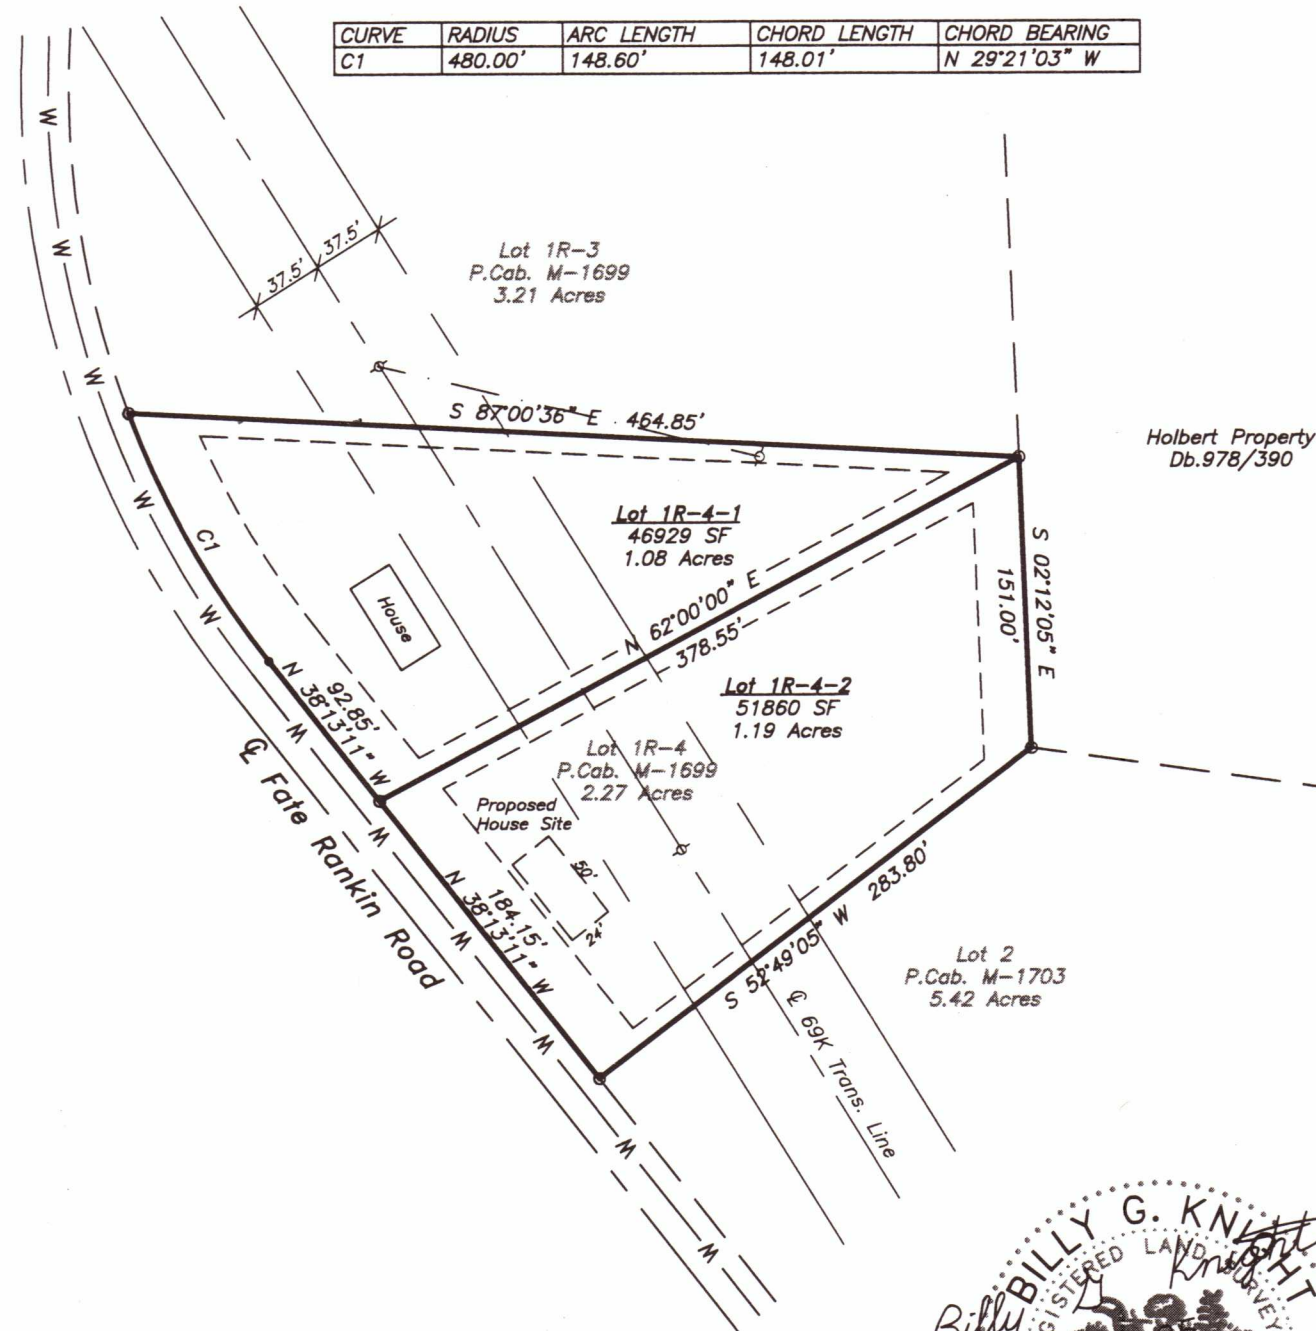 CURVE RADIUS ARC LENGTH CHORD LENGTH CHORD BEARING
C1 480.00' 148.60' 148.01' N 29°21'03" W
37.5'
37.5'
Lot 1R-3
P.Cab. M-1699
3.21 Acres
S 87°00'36" E 464.85'
Holbert Property
Db.978/390
Lot 1R-4-1
46929 SF
1.08 Acres
C1
House
N 62°00'00" E
378.55'
S 02°12'05" E
151.00'
92.85'
N 38°13'11" W
Lot 1R-4-2
51860 SF
1.19 Acres
Lot 1R-4
P.Cab. M-1699
2.27 Acres
Proposed
House Site
50'
24'
℄ Fate Rankin Road
184.15'
N 38°13'11" W
S 52°49'05" W 283.80'
Lot 2
P.Cab. M-1703
5.42 Acres
℄ 69K Trans. Line
W
W
W
W
W
W
W
W
W
W
W
W
W
BILLY G. KNIGHT
Billy G Knight